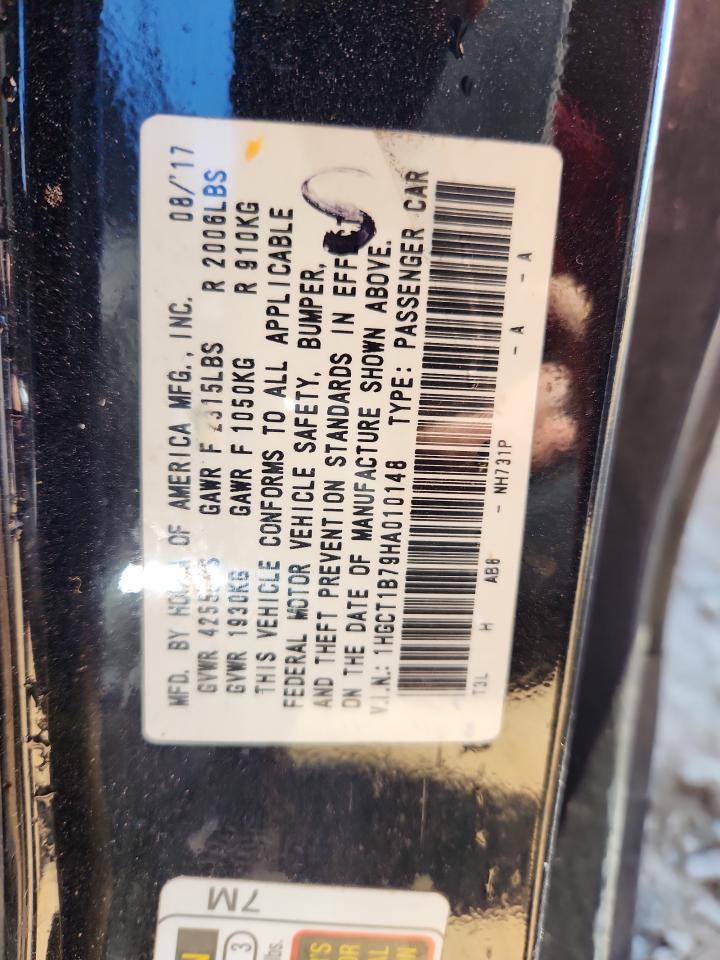 MFD. BY HONDA OF AMERICA MFG., INC. 08/'17
GVWR 4255LBS GAWR F 2315LBS R 2006LBS
GVWR 1930KG GAWR F 1050KG R 910KG
THIS VEHICLE CONFORMS TO ALL APPLICABLE
FEDERAL MOTOR VEHICLE SAFETY, BUMPER,
AND THEFT PREVENTION STANDARDS IN EFFECT
ON THE DATE OF MANUFACTURE SHOWN ABOVE.
V.I.N.: 1HGCT1B79HA010148 TYPE: PASSENGER CAR
T3L H AB8 - NH731P - A - A
7M
N
3
lbs.